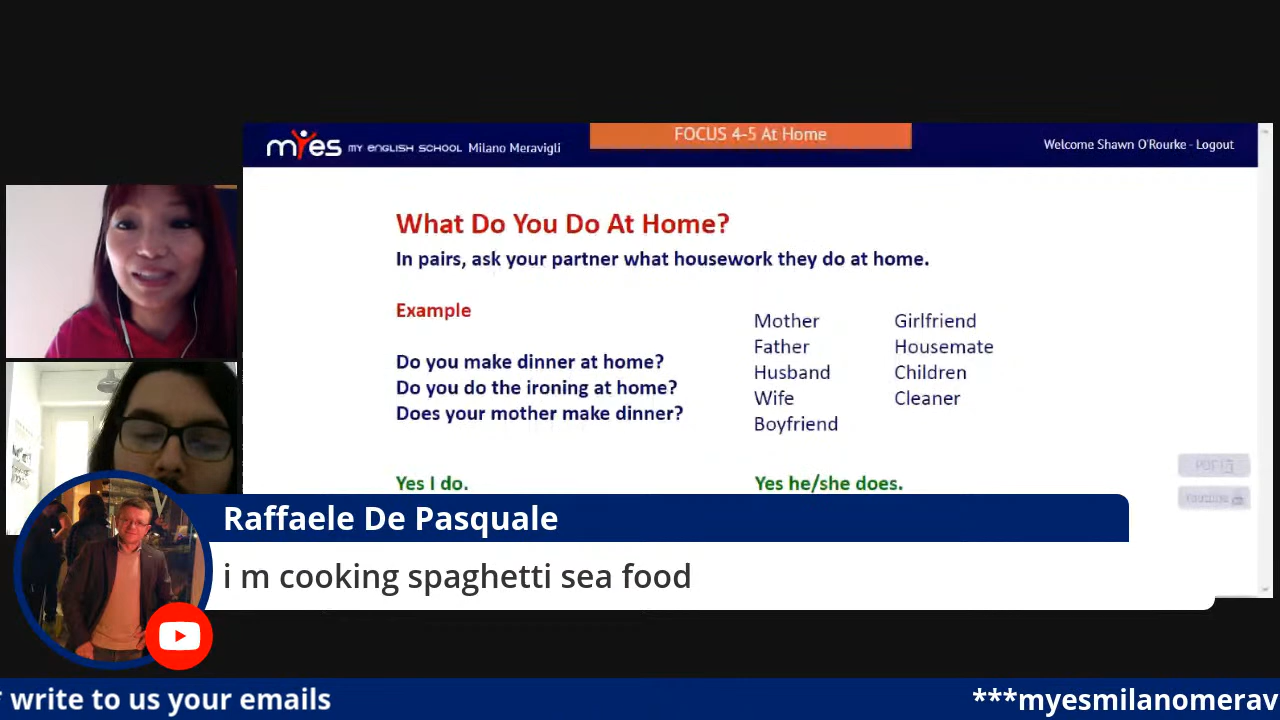 FOCUS 4-5 At Home
myes MY ENGLISH SCHOOL Milano Meravigli
Welcome Shawn O'Rourke - Logout
What Do You Do At Home?
In pairs, ask your partner what housework they do at home.
Example
Do you make dinner at home?
Do you do the ironing at home?
Does your mother make dinner?
Mother
Father
Husband
Wife
Boyfriend
Girlfriend
Housemate
Children
Cleaner
PDF
Yes I do.
Yes he/she does.
Raffaele De Pasquale
i m cooking spaghetti sea food
write to us your emails
***myesmilanomerav